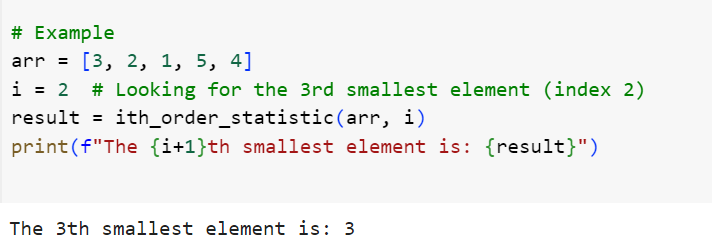 # Example
arr = [3, 2, 1, 5, 4]
i = 2  # Looking for the 3rd smallest element (index 2)
result = ith_order_statistic(arr, i)
print(f"The {i+1}th smallest element is: {result}")
The 3th smallest element is: 3